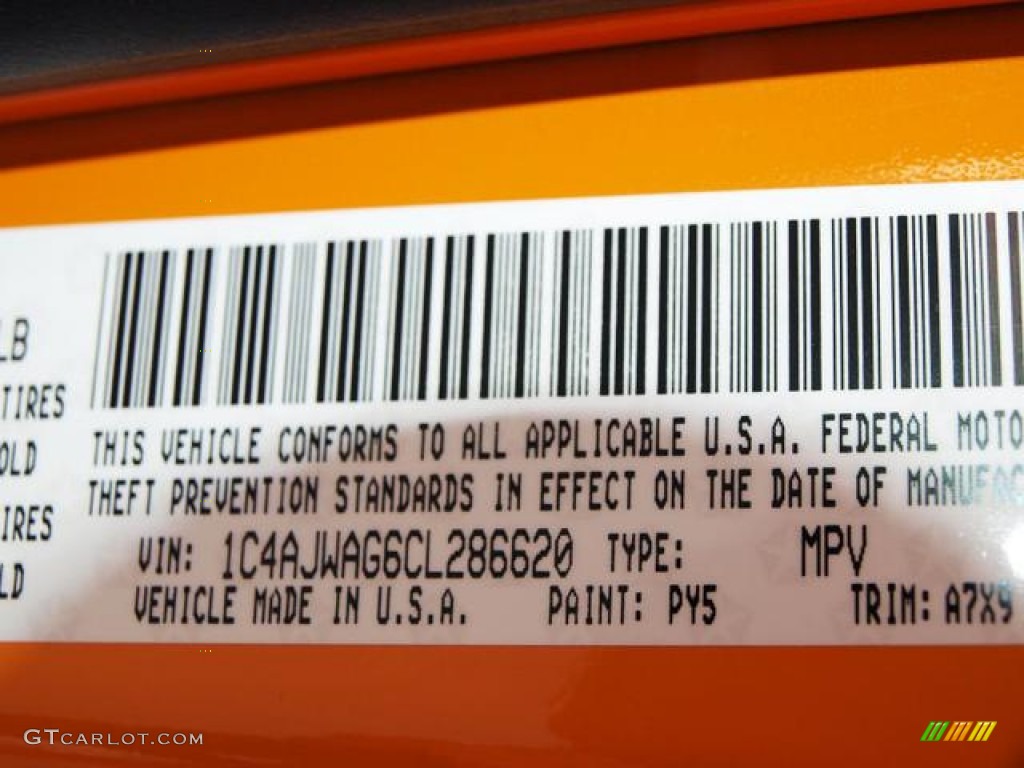 LB
TIRES
OLD
IRES
LD
THIS VEHICLE CONFORMS TO ALL APPLICABLE U.S.A. FEDERAL MOTO
THEFT PREVENTION STANDARDS IN EFFECT ON THE DATE OF MANUFAC
VIN: 1C4AJWAG6CL286620 TYPE: MPV
VEHICLE MADE IN U.S.A. PAINT: PY5 TRIM: A7X9
GTCARLOT.COM